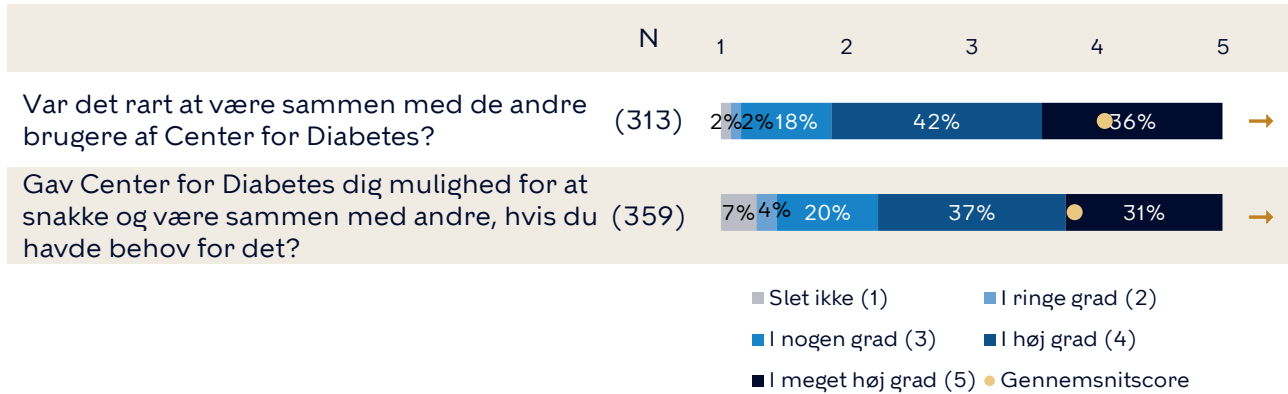 N 1 2 3 4 5
Var det rart at være sammen med de andre
brugere af Center for Diabetes?
(313) 2% 2% 18% 42% 36%
Gav Center for Diabetes dig mulighed for at
snakke og være sammen med andre, hvis du
havde behov for det?
(359) 7% 4% 20% 37% 31%
Slet ikke (1) I ringe grad (2)
I nogen grad (3) I høj grad (4)
I meget høj grad (5) Gennemsnitscore